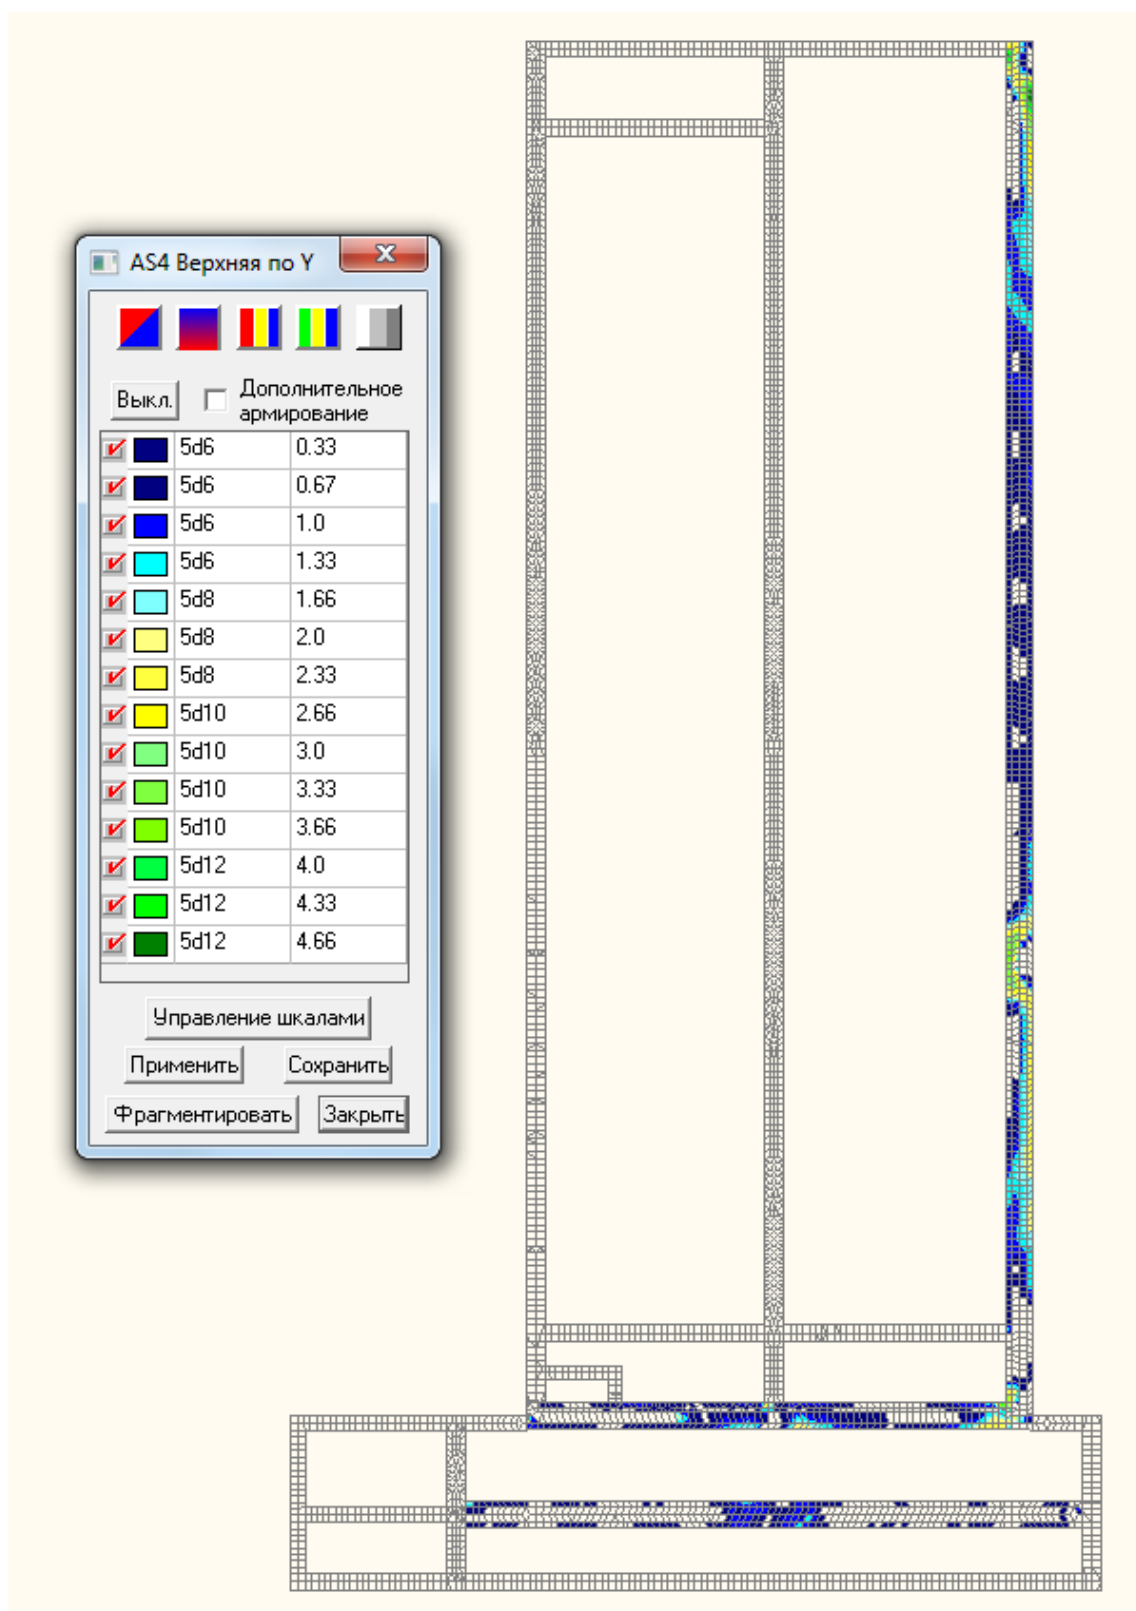 AS4 Верхняя по Y
Выкл.
Дополнительное
армирование
5d6 0.33
5d6 0.67
5d6 1.0
5d6 1.33
5d8 1.66
5d8 2.0
5d8 2.33
5d10 2.66
5d10 3.0
5d10 3.33
5d10 3.66
5d12 4.0
5d12 4.33
5d12 4.66
Управление шкалами
Применить Сохранить
Фрагментировать Закрыть